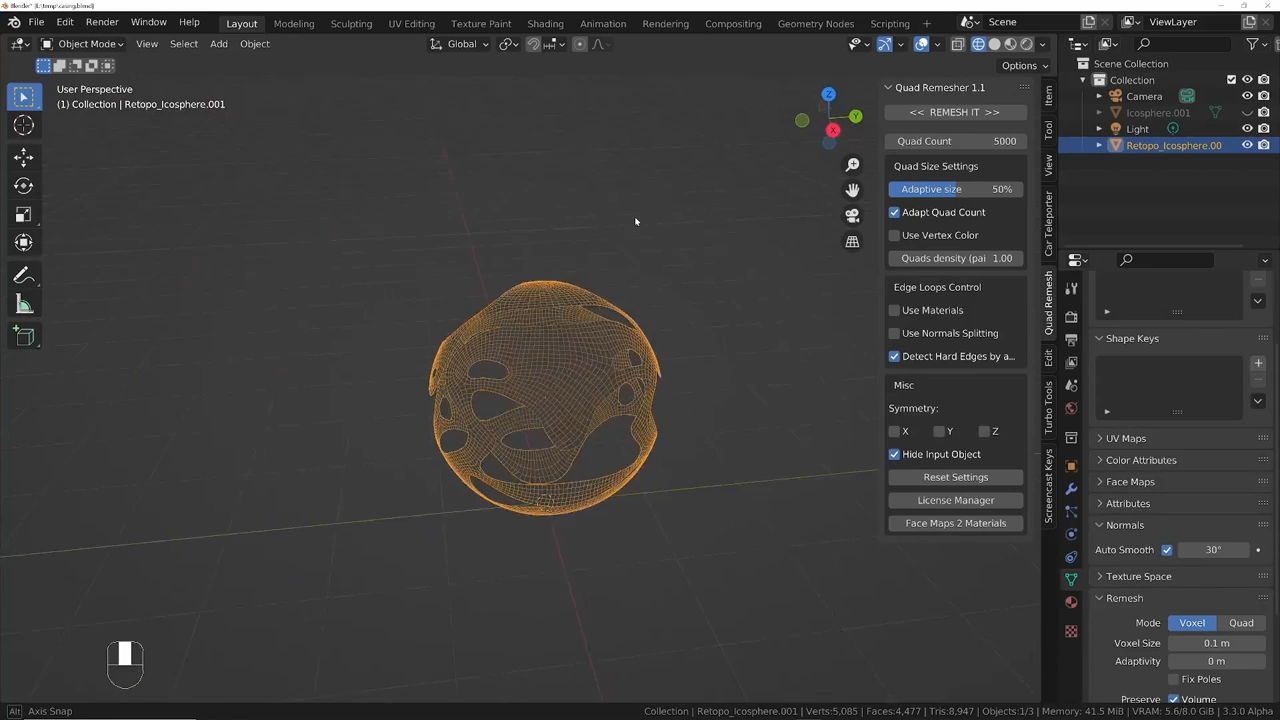 Blender* [E:\temp\casing.blend]
File Edit Render Window Help Layout Modeling Sculpting UV Editing Texture Paint Shading Animation Rendering Compositing Geometry Nodes Scripting + Scene ViewLayer
Object Mode View Select Add Object Global
Options
User Perspective
(1) Collection | Retopo_Icosphere.001
Z
Y
X
Quad Remesher 1.1
<< REMESH IT >>
Quad Count 5000
Quad Size Settings
Adaptive size 50%
Adapt Quad Count
Use Vertex Color
Quads density (pai 1.00
Edge Loops Control
Use Materials
Use Normals Splitting
Detect Hard Edges by a...
Misc
Symmetry:
X Y Z
Hide Input Object
Reset Settings
License Manager
Face Maps 2 Materials
Item
Tool
View
Car Teleporter
Quad Remesh
Edit
Turbo Tools
Screencast Keys
Scene Collection
Collection
Camera
Icosphere.001
Light
Retopo_Icosphere.00
Shape Keys
UV Maps
Color Attributes
Face Maps
Attributes
Normals
Auto Smooth 30°
Texture Space
Remesh
Mode Voxel Quad
Voxel Size 0.1 m
Adaptivity 0 m
Fix Poles
Preserve Volume
Alt Axis Snap
Collection | Retopo_Icosphere.001 | Verts:5,085 | Faces:4,477 | Tris:8,947 | Objects:1/3 | Memory: 41.5 MiB | VRAM: 5.6/8.0 GiB | 3.3.0 Alpha